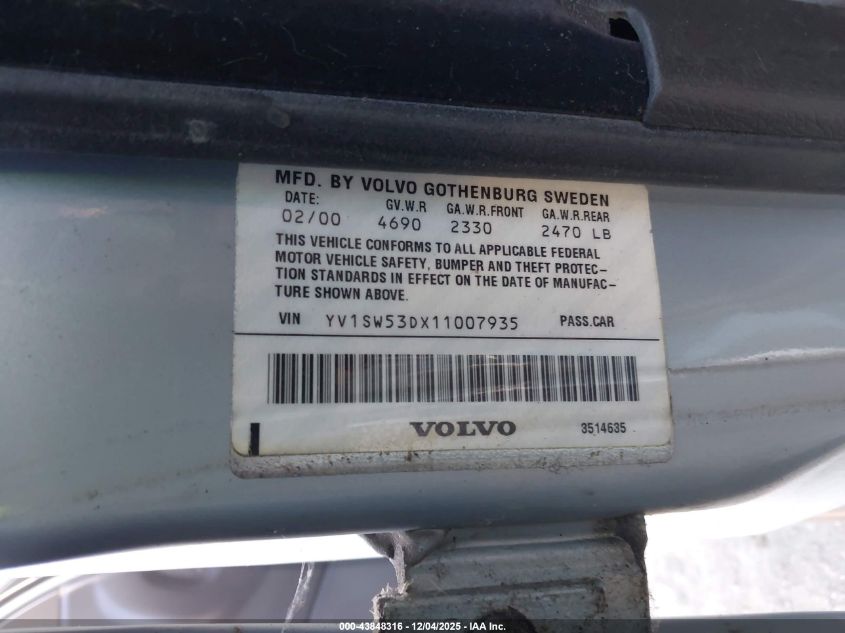 MFD. BY VOLVO GOTHENBURG SWEDEN
DATE: GV.W.R GA.W.R.FRONT GA.W.R.REAR
02/00 4690 2330 2470 LB
THIS VEHICLE CONFORMS TO ALL APPLICABLE FEDERAL
MOTOR VEHICLE SAFETY, BUMPER AND THEFT PROTEC-
TION STANDARDS IN EFFECT ON THE DATE OF MANUFAC-
TURE SHOWN ABOVE.
VIN YV1SW53DX11007935 PASS.CAR
VOLVO 3514635
000-43848316 - 12/04/2025 - IAA Inc.